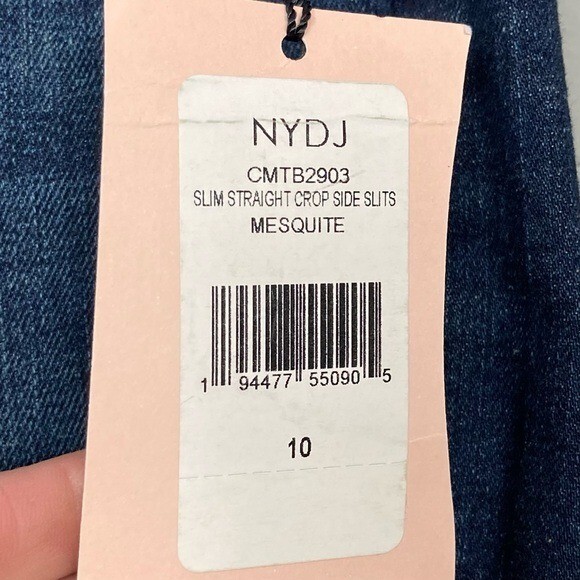 NYDJ
CMTB2903
SLIM STRAIGHT CROP SIDE SLITS
MESQUITE
1 94477 55090 5
10